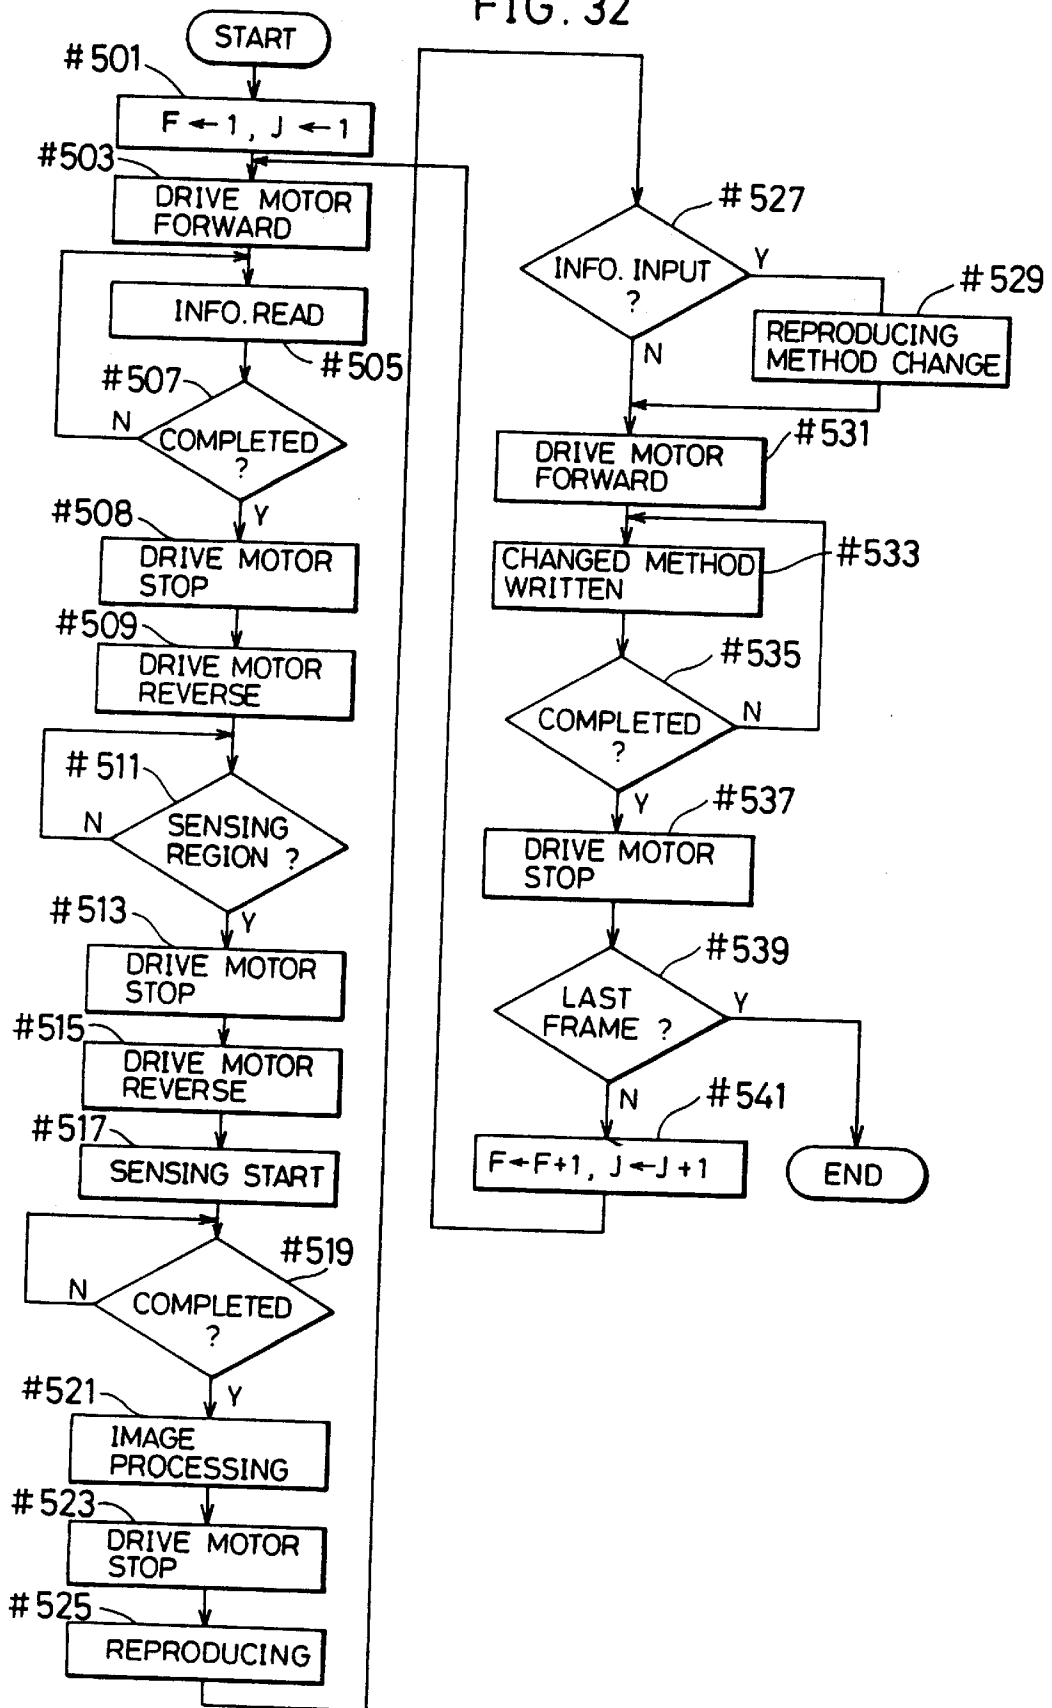 FIG. 32
START
#501
F ← 1, J ← 1
#503
DRIVE MOTOR
FORWARD
INFO. READ
#505
#507
COMPLETED
?
N
Y
#508
DRIVE MOTOR
STOP
#509
DRIVE MOTOR
REVERSE
#511
SENSING
REGION ?
N
Y
#513
DRIVE MOTOR
STOP
#515
DRIVE MOTOR
REVERSE
#517
SENSING START
#519
COMPLETED
?
N
Y
#521
IMAGE
PROCESSING
#523
DRIVE MOTOR
STOP
#525
REPRODUCING
#527
INFO. INPUT
?
Y
N
#529
REPRODUCING
METHOD CHANGE
#531
DRIVE MOTOR
FORWARD
#533
CHANGED METHOD
WRITTEN
#535
COMPLETED
?
N
Y
#537
DRIVE MOTOR
STOP
#539
LAST
FRAME ?
Y
N
#541
F←F+1, J←J+1
END